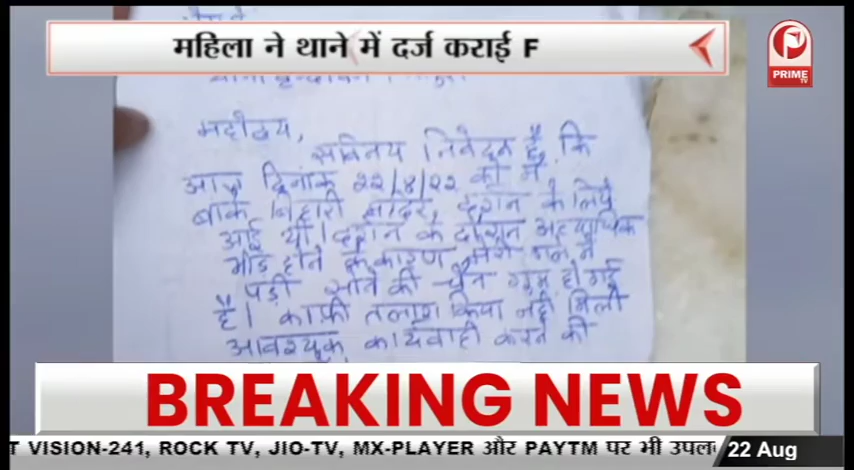 महिला ने थाने में दर्ज कराई F
PRIME
TV
महोदय,
सविनय निवेदन है, कि
आज दिनांक 22/8/22 को मैं
बांके बिहारी मंदिर, दर्शन के लिये
आई थी। दर्शन के दौरान अत्याधिक
भीड़ होने के कारण मेरी गले में
पड़ी सोने की चैन गुम हो गई
है। काफी तलाश किया नहीं मिली
आवश्यक कार्यवाही करने की
BREAKING NEWS
T VISION-241, ROCK TV, JIO-TV, MX-PLAYER और PAYTM पर भी उपल
22 Aug